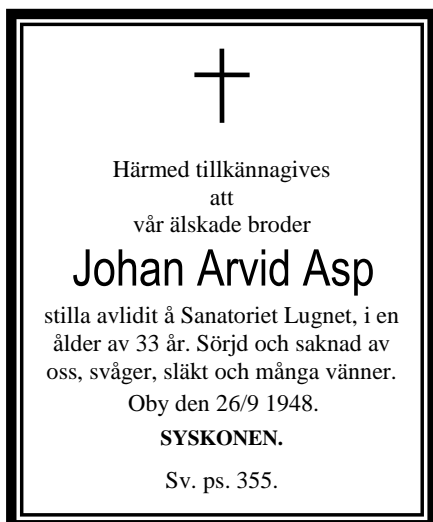 Härmed tillkännagives
att
vår älskade broder
Johan Arvid Asp
stilla avlidit å Sanatoriet Lugnet, i en
ålder av 33 år. Sörjd och saknad av
oss, svåger, släkt och många vänner.
Oby den 26/9 1948.
SYSKONEN.
Sv. ps. 355.